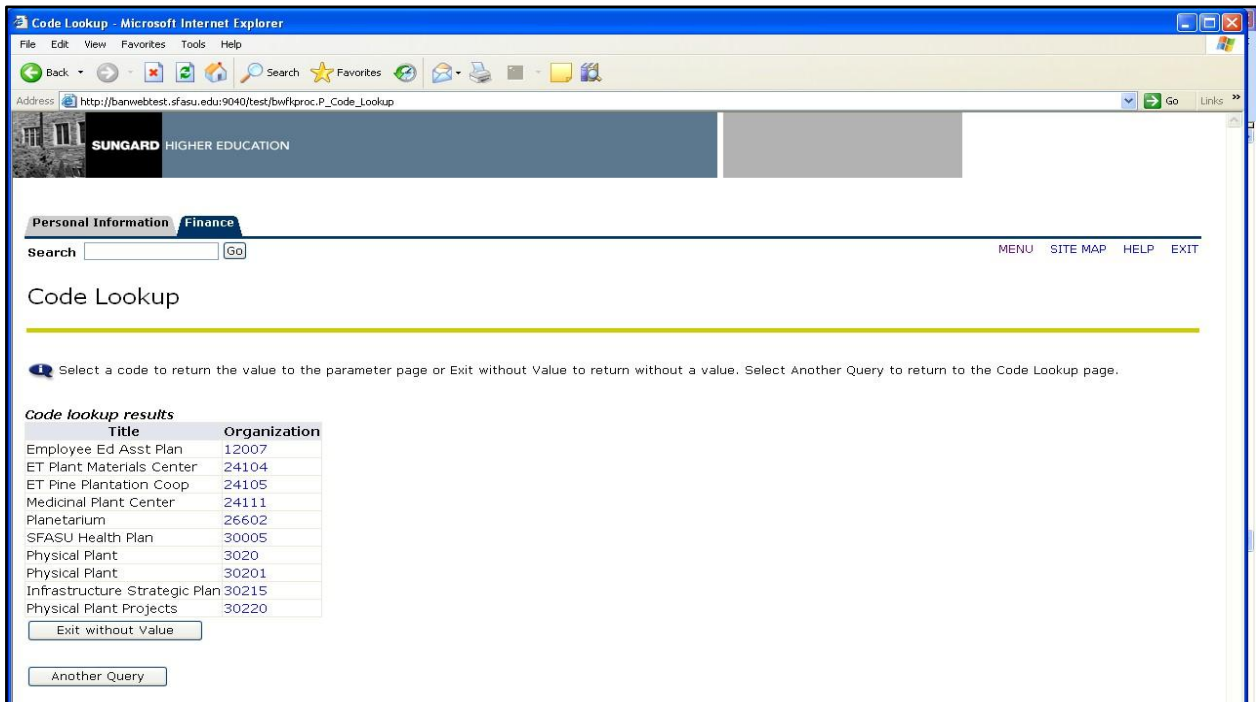 Code Lookup - Microsoft Internet Explorer
File Edit View Favorites Tools Help
Back Search Favorites
Address http://banwebtest.sfasu.edu:9040/test/bwfkproc.P_Code_Lookup Go Links »
SUNGARD HIGHER EDUCATION
Personal Information Finance
Search Go MENU SITE MAP HELP EXIT
Code Lookup
Select a code to return the value to the parameter page or Exit without Value to return without a value. Select Another Query to return to the Code Lookup page.
Code lookup results
Title Organization
Employee Ed Asst Plan 12007
ET Plant Materials Center 24104
ET Pine Plantation Coop 24105
Medicinal Plant Center 24111
Planetarium 26602
SFASU Health Plan 30005
Physical Plant 3020
Physical Plant 30201
Infrastructure Strategic Plan 30215
Physical Plant Projects 30220
Exit without Value
Another Query